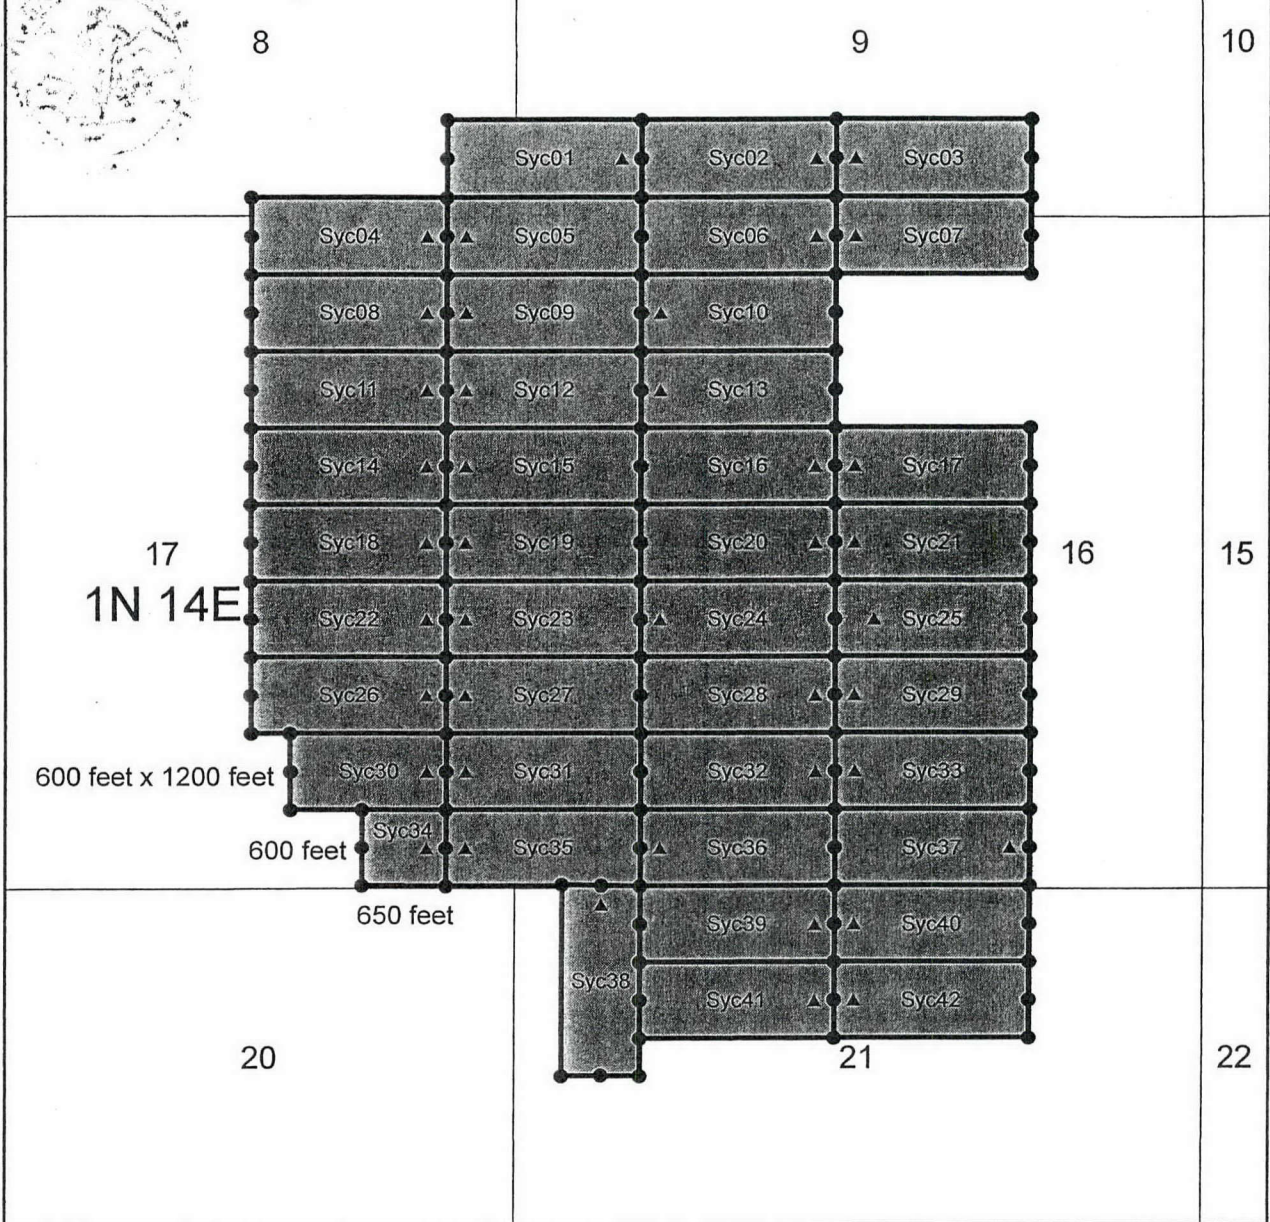 8 9 10
Syc01 Syc02 Syc03
Syc04 Syc05 Syc06 Syc07
Syc08 Syc09 Syc10
Syc11 Syc12 Syc13
Syc14 Syc15 Syc16 Syc17
17 Syc18 Syc19 Syc20 Syc21 16 15
1N 14E Syc22 Syc23 Syc24 Syc25
Syc26 Syc27 Syc28 Syc29
600 feet x 1200 feet Syc30 Syc31 Syc32 Syc33
Syc34
600 feet Syc35 Syc36 Syc37
650 feet Syc39 Syc40
Syc38
Syc41 Syc42
20 21 22